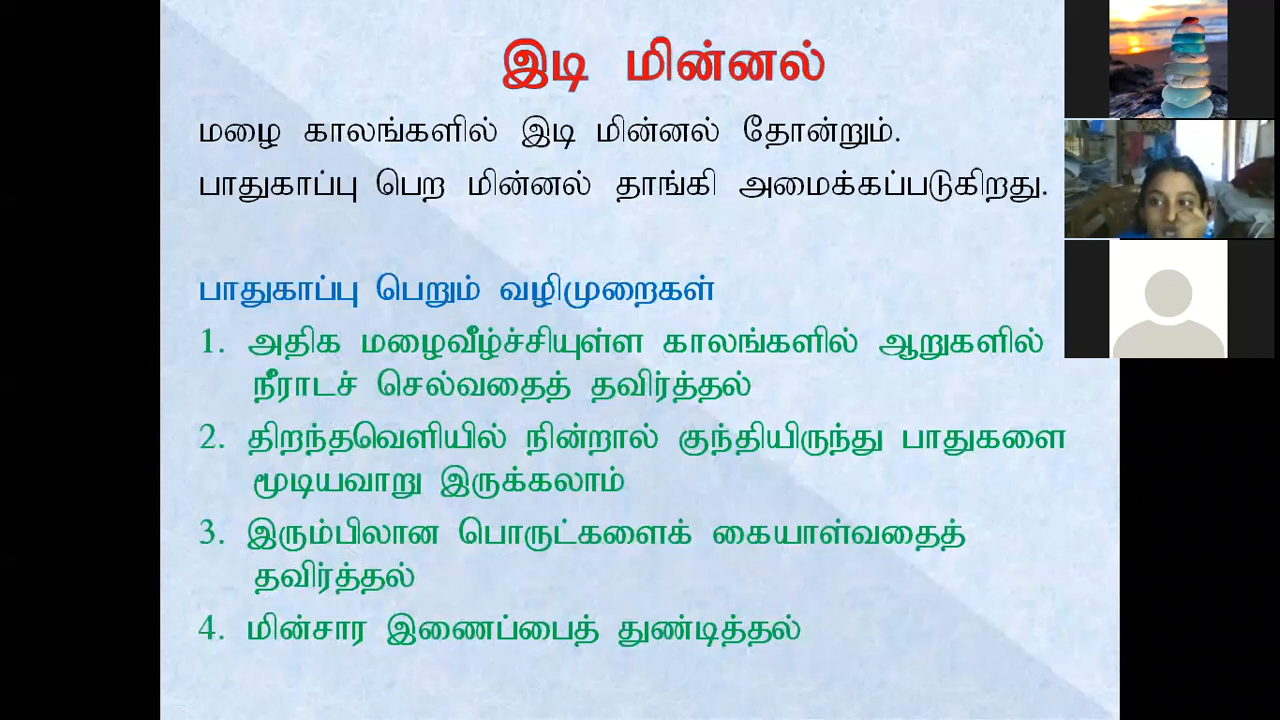 இடி மின்னல்
மழை காலங்களில் இடி மின்னல் தோன்றும்.
பாதுகாப்பு பெற மின்னல் தாங்கி அமைக்கப்படுகிறது.
பாதுகாப்பு பெறும் வழிமுறைகள்
1. அதிக மழைவீழ்ச்சியுள்ள காலங்களில் ஆறுகளில்
நீராடச் செல்வதைத் தவிர்த்தல்
2. திறந்தவெளியில் நின்றால் குந்தியிருந்து பாதுகளை
மூடியவாறு இருக்கலாம்
3. இரும்பிலான பொருட்களைக் கையாள்வதைத்
தவிர்த்தல்
4. மின்சார இணைப்பைத் துண்டித்தல்